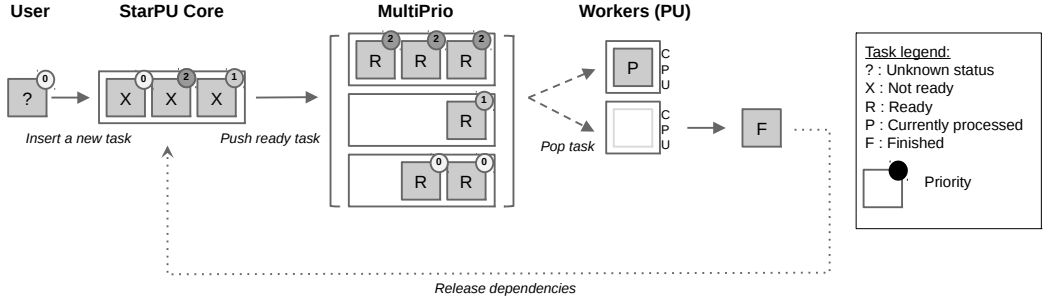 User
StarPU Core
MultiPrio
Workers (PU)
2
2
2
R
R
R
0
?
0
2
1
X
X
X
1
R
0
0
R
R
P
C
P
U
C
P
U
F
Insert a new task
Push ready task
Pop task
Release dependencies
Task legend:
? : Unknown status
X : Not ready
R : Ready
P : Currently processed
F : Finished
Priority